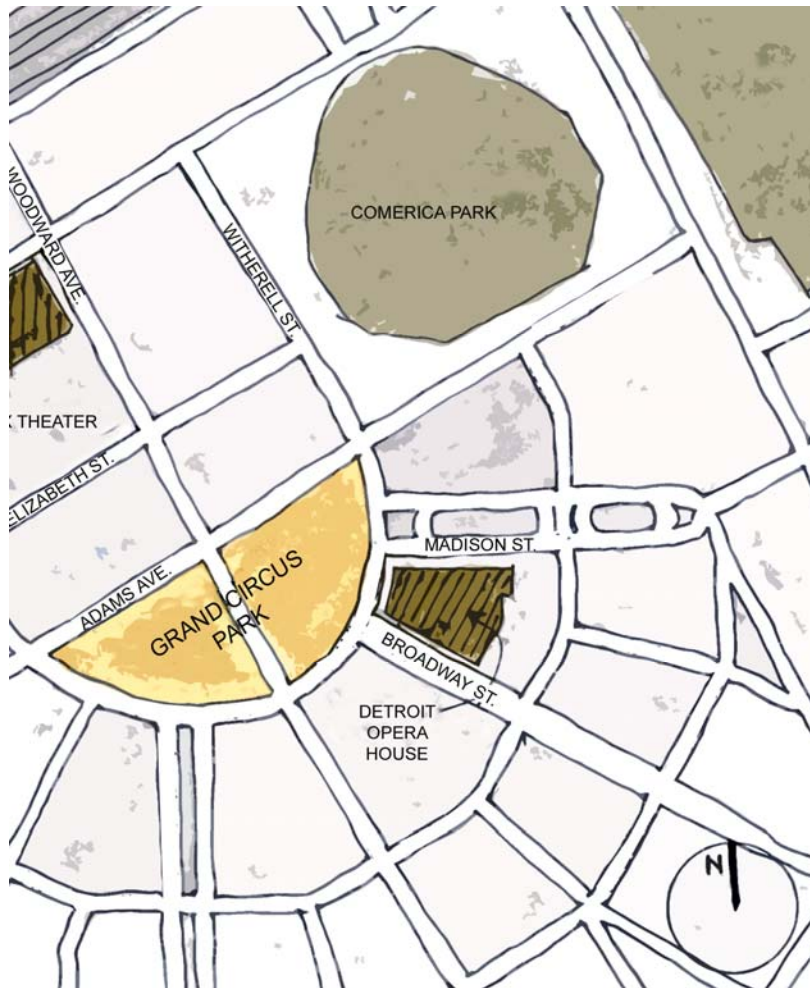 COMERICA PARK
WOODWARD AVE.
WITHERELL ST.
THEATER
ELIZABETH ST.
ADAMS AVE.
GRAND CIRCUS
PARK
MADISON ST.
BROADWAY ST.
DETROIT
OPERA
HOUSE
N